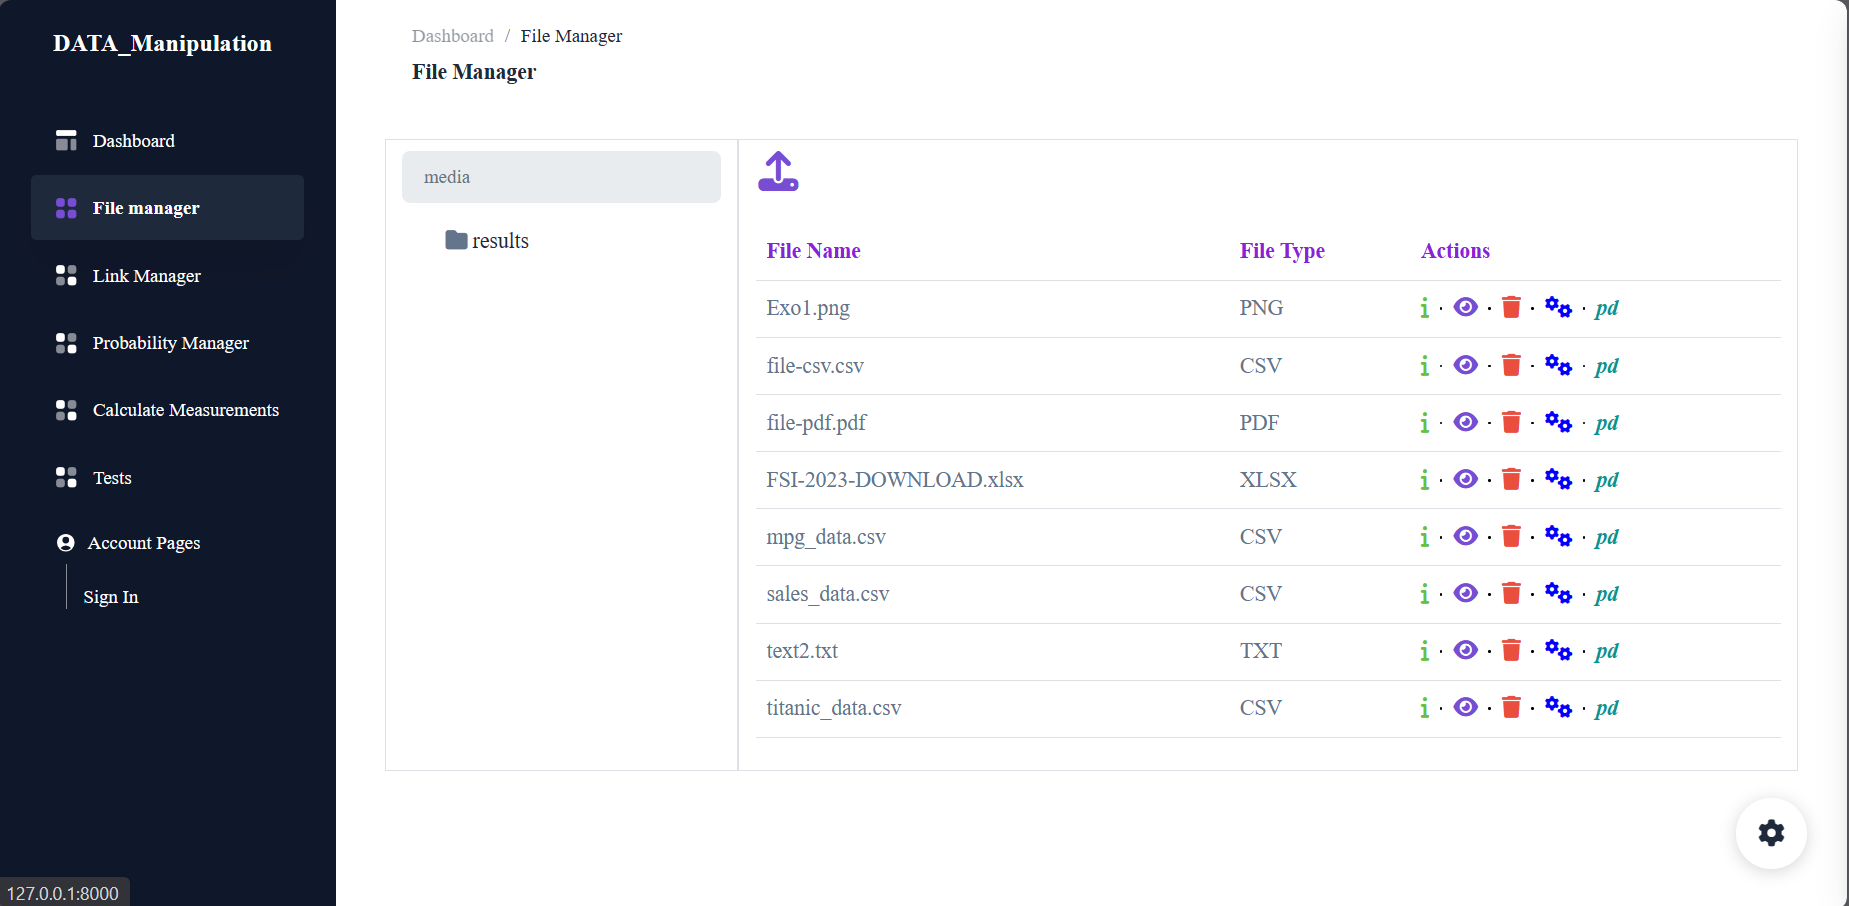 DATA_Manipulation
Dashboard
File manager
Link Manager
Probability Manager
Calculate Measurements
Tests
Account Pages
Sign In
127.0.0.1:8000
Dashboard / File Manager
File Manager
media
results
File Name File Type Actions
Exo1.png PNG i · · · · pd
file-csv.csv CSV i · · · · pd
file-pdf.pdf PDF i · · · · pd
FSI-2023-DOWNLOAD.xlsx XLSX i · · · · pd
mpg_data.csv CSV i · · · · pd
sales_data.csv CSV i · · · · pd
text2.txt TXT i · · · · pd
titanic_data.csv CSV i · · · · pd